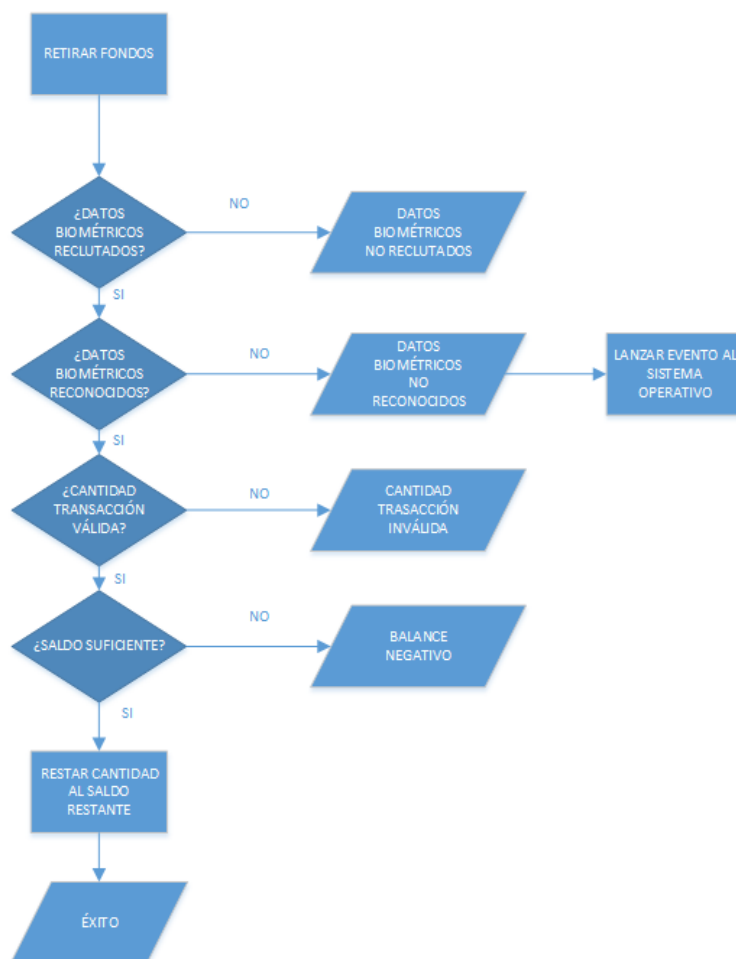 RETIRAR FONDOS
¿DATOS
BIOMÉTRICOS
RECLUTADOS?
NO
DATOS
BIOMÉTRICOS
NO RECLUTADOS
SI
¿DATOS
BIOMÉTRICOS
RECONOCIDOS?
NO
DATOS
BIOMÉTRICOS
NO
RECONOCIDOS
LANZAR EVENTO AL
SISTEMA
OPERATIVO
SI
¿CANTIDAD
TRANSACCIÓN
VÁLIDA?
NO
CANTIDAD
TRASACCIÓN
INVÁLIDA
SI
¿SALDO SUFICIENTE?
NO
BALANCE
NEGATIVO
SI
RESTAR CANTIDAD
AL SALDO
RESTANTE
ÉXITO